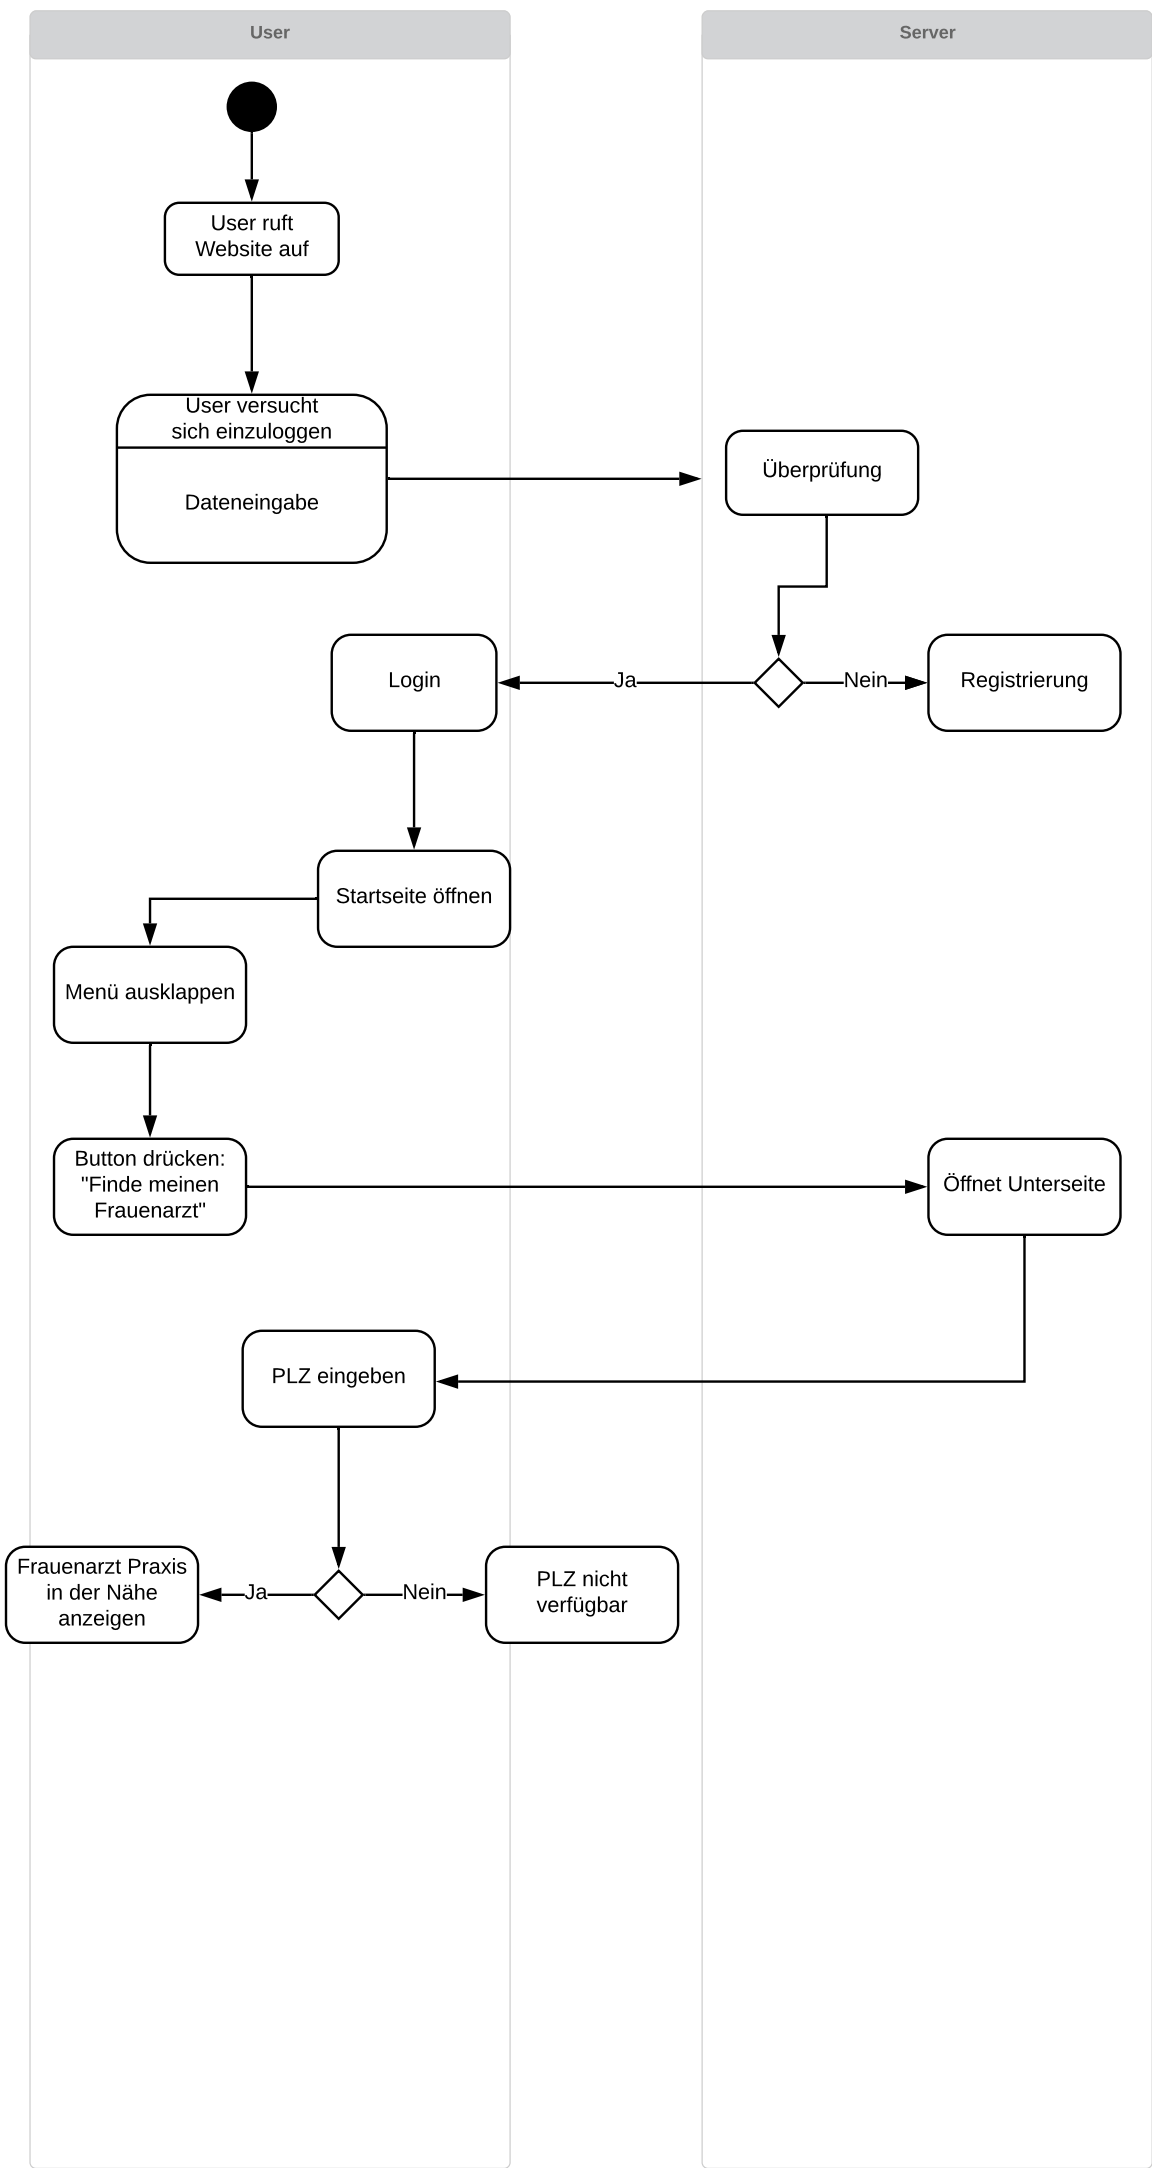 User
Server
User ruft
Website auf
User versucht
sich einzuloggen
Dateneingabe
Überprüfung
Login
Ja
Nein
Registrierung
Startseite öffnen
Menü ausklappen
Button drücken:
"Finde meinen
Frauenarzt"
Öffnet Unterseite
PLZ eingeben
Frauenarzt Praxis
in der Nähe
anzeigen
Ja
Nein
PLZ nicht
verfügbar